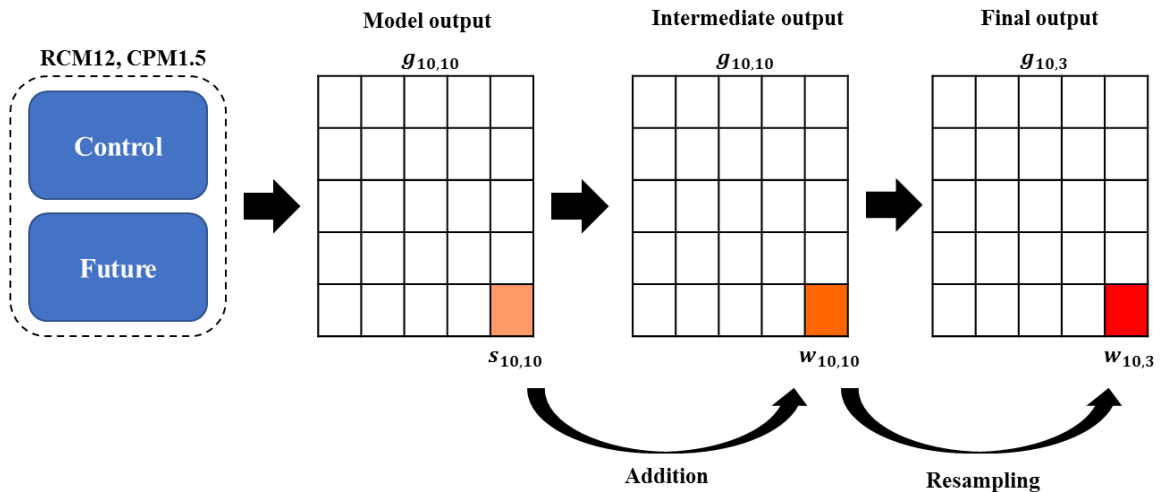 RCM12, CPM1.5
Control
Future
Model output
g10,10
s10,10
Intermediate output
g10,10
w10,10
Final output
g10,3
w10,3
Addition
Resampling